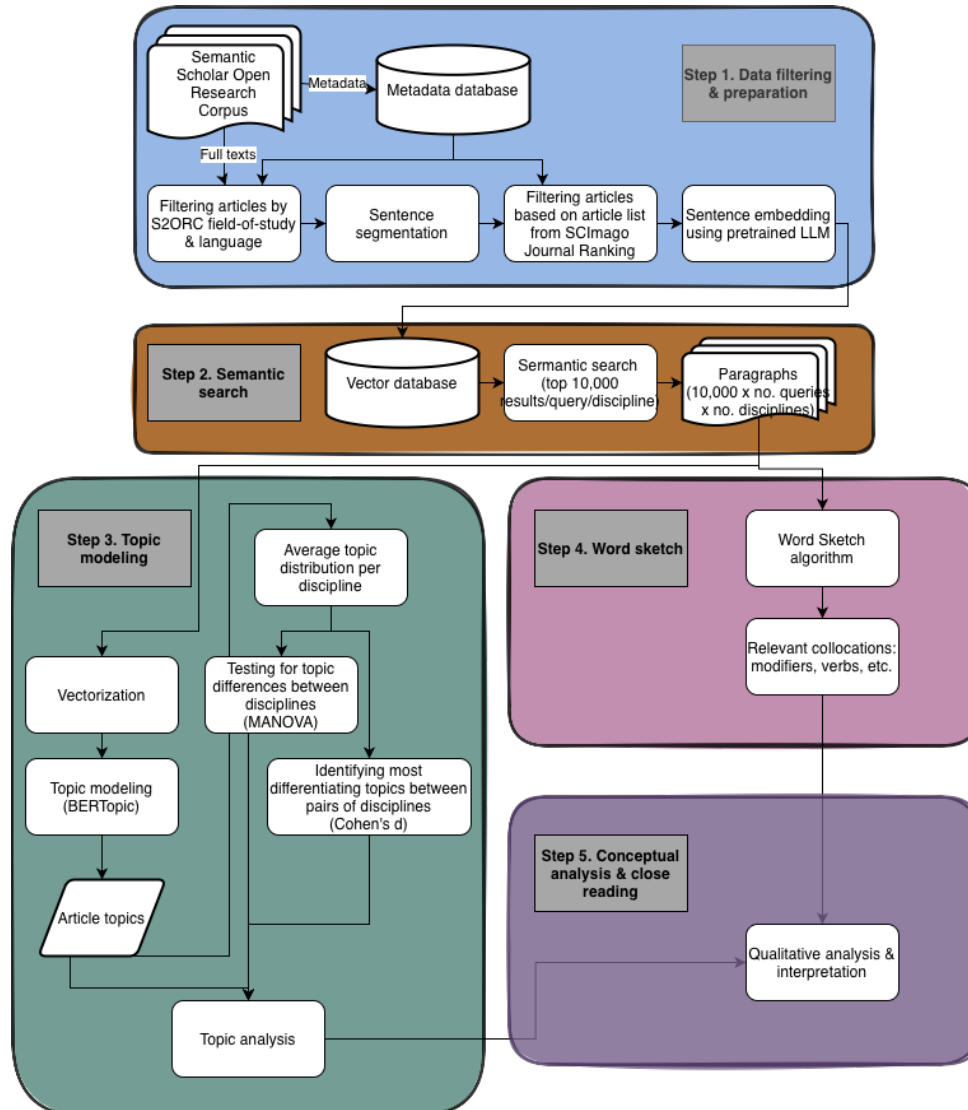 Semantic
Scholar Open
Research
Corpus
Metadata
Metadata database
Step 1. Data filtering
& preparation
Full texts
Filtering articles by
S2ORC field-of-study
& language
Sentence
segmentation
Filtering articles
based on article list
from SCImago
Journal Ranking
Sentence embedding
using pretrained LLM
Step 2. Semantic
search
Vector database
Sermantic search
(top 10,000
results/query/discipline)
Paragraphs
(10,000 x no. queries
x no. disciplines)
Step 3. Topic
modeling
Average topic
distribution per
discipline
Vectorization
Testing for topic
differences between
disciplines
(MANOVA)
Topic modeling
(BERTopic)
Identifying most
differentiating topics between
pairs of disciplines
(Cohen's d)
Article topics
Topic analysis
Step 4. Word sketch
Word Sketch
algorithm
Relevant collocations:
modifiers, verbs, etc.
Step 5. Conceptual
analysis & close
reading
Qualitative analysis &
interpretation